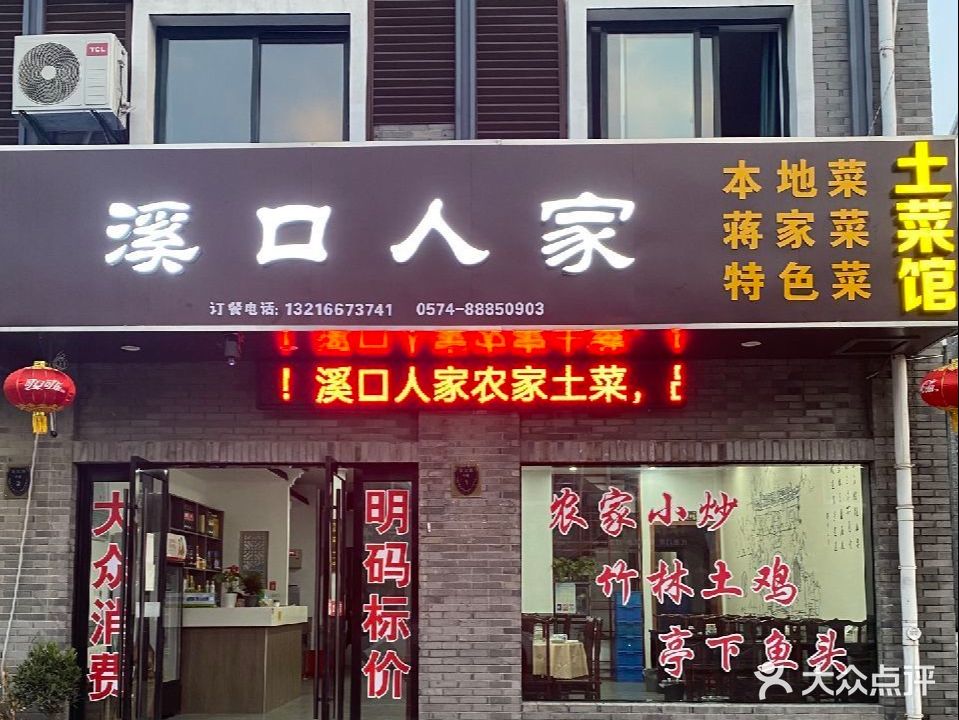 TCL
溪口人家
本地菜
蒋家菜
特色菜
土菜馆
订餐电话: 13216673741 0574-88850903
！溪口人家农家土菜，
大众消费
明码标价
农家小炒
竹林土鸡
亭下鱼头
大众点评